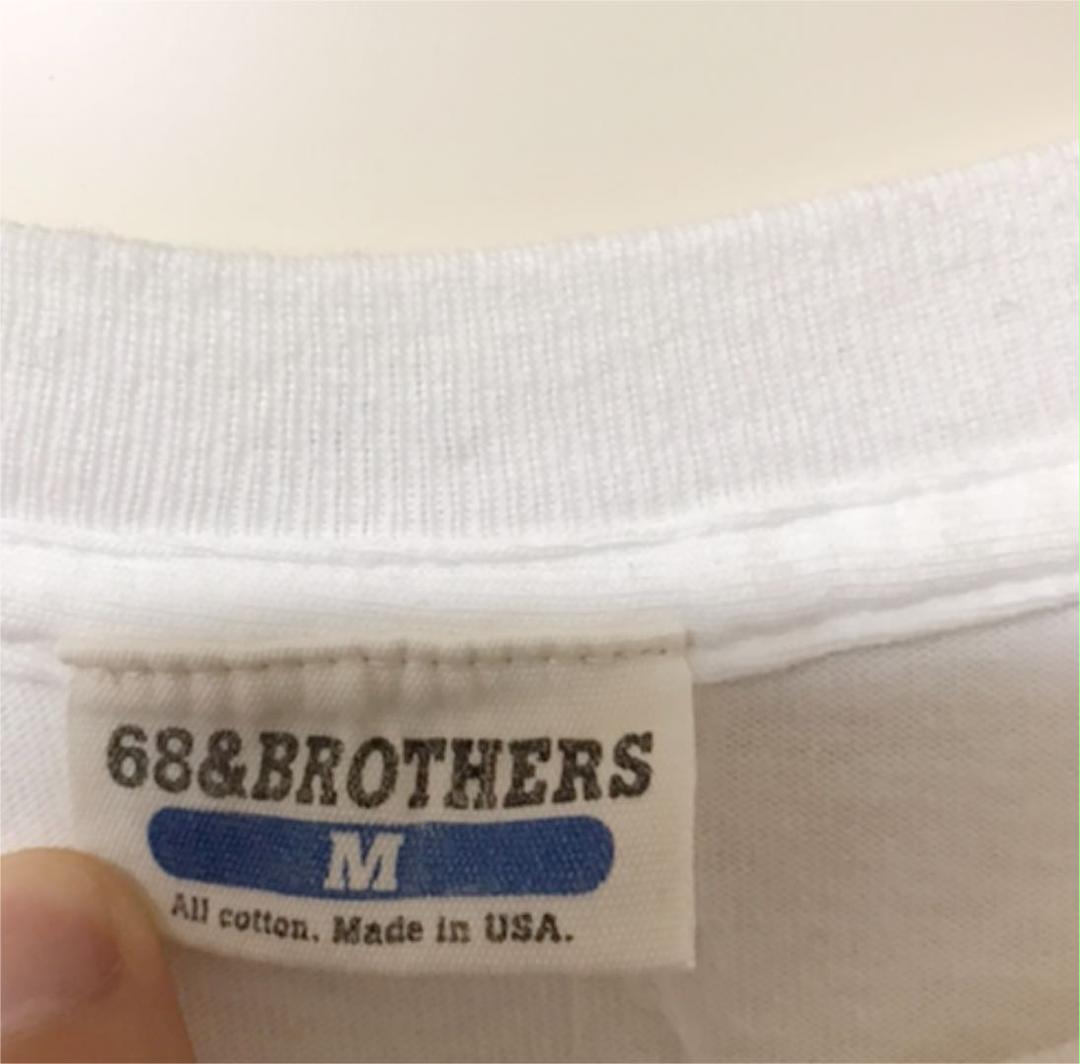 68&BROTHERS
M
All cotton. Made in USA.